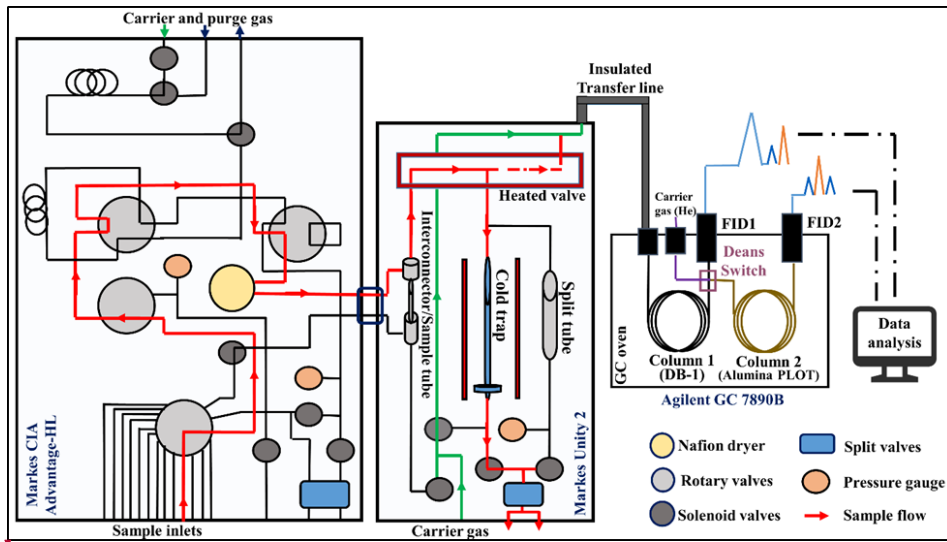 Carrier and purge gas
Markes CIA
Advantage-HL
Sample inlets
Heated valve
Interconnector/Sample tube
Cold trap
Split tube
Markes Unity 2
Carrier gas
Insulated
Transfer line
Carrier
gas (He)
FID1
FID2
Deans
Switch
GC oven
Column 1
(DB-1)
Column 2
(Alumina PLOT)
Agilent GC 7890B
Data
analysis
Nafion dryer
Split valves
Rotary valves
Pressure gauge
Solenoid valves
Sample flow